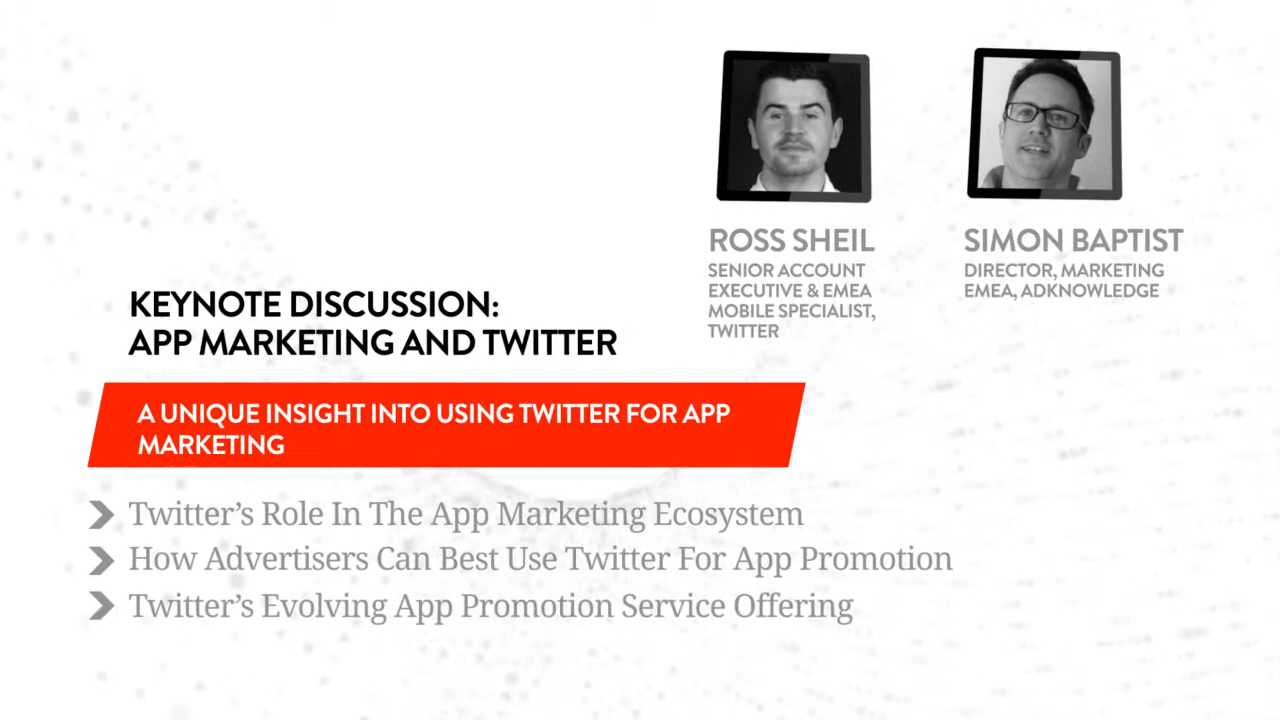 ROSS SHEIL
SENIOR ACCOUNT
EXECUTIVE & EMEA
MOBILE SPECIALIST,
TWITTER
SIMON BAPTIST
DIRECTOR, MARKETING
EMEA, ADKNOWLEDGE
KEYNOTE DISCUSSION:
APP MARKETING AND TWITTER
A UNIQUE INSIGHT INTO USING TWITTER FOR APP
MARKETING
Twitter’s Role In The App Marketing Ecosystem
How Advertisers Can Best Use Twitter For App Promotion
Twitter’s Evolving App Promotion Service Offering